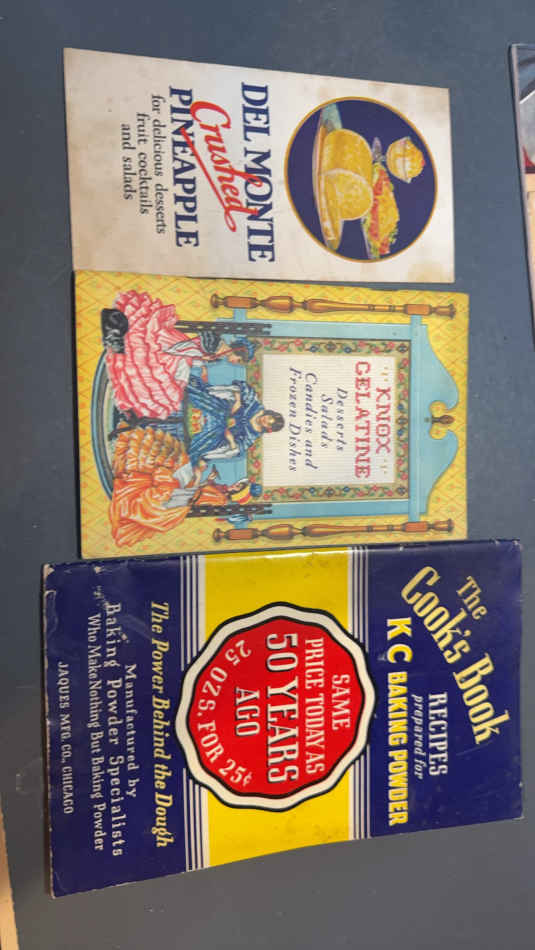 DEL MONTE
Crushed
PINEAPPLE
for delicious desserts
fruit cocktails
and salads
KNOX
GELATINE
Desserts
Salads
Candies and
Frozen Dishes
The
Cook's Book
RECIPES
prepared for
KC BAKING POWDER
SAME
PRICE TODAY AS
50 YEARS
AGO
25 OZS. FOR 25¢
The Power Behind the Dough
Manufactured by
Baking Powder Specialists
Who Make Nothing But Baking Powder
JAQUES MFG. CO., CHICAGO